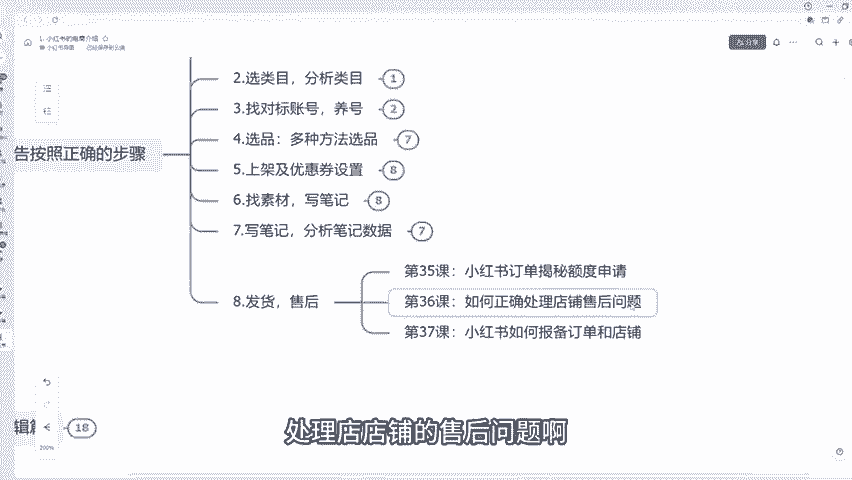 1. 小红书的底层介绍
小红书导图 已经保存到云端
分享
2.选类目，分析类目 1
3.找对标账号，养号 2
4.选品：多种方法选品 7
告按照正确的步骤
5.上架及优惠券设置 8
6.找素材，写笔记 8
7.写笔记，分析笔记数据 7
第35课：小红书订单揭秘额度申请
8.发货，售后
第36课：如何正确处理店铺售后问题
第37课：小红书如何报备订单和店铺
辑篇 18
处理店店铺的售后问题啊
200%